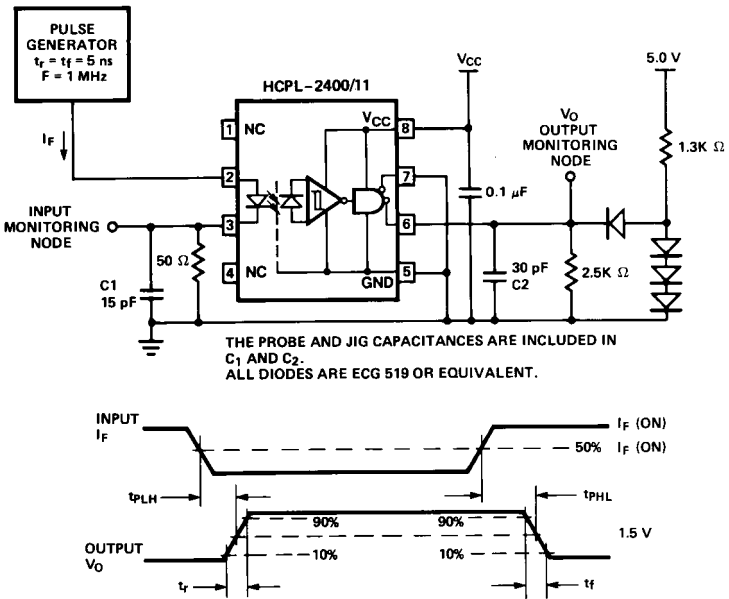 PULSE
GENERATOR
tr = tf = 5 ns
F = 1 MHz
IF
HCPL-2400/11
VCC
5.0 V
1 NC
VCC 8
VO
OUTPUT
MONITORING
NODE
1.3K Ω
2
7
0.1 μF
INPUT
MONITORING
NODE
3
6
50 Ω
4 NC
GND 5
30 pF
C2
2.5K Ω
C1
15 pF
THE PROBE AND JIG CAPACITANCES ARE INCLUDED IN
C1 AND C2.
ALL DIODES ARE ECG 519 OR EQUIVALENT.
INPUT
IF
IF (ON)
50% IF (ON)
tPLH
tPHL
90% 90%
1.5 V
OUTPUT
VO
10% 10%
tr
tf